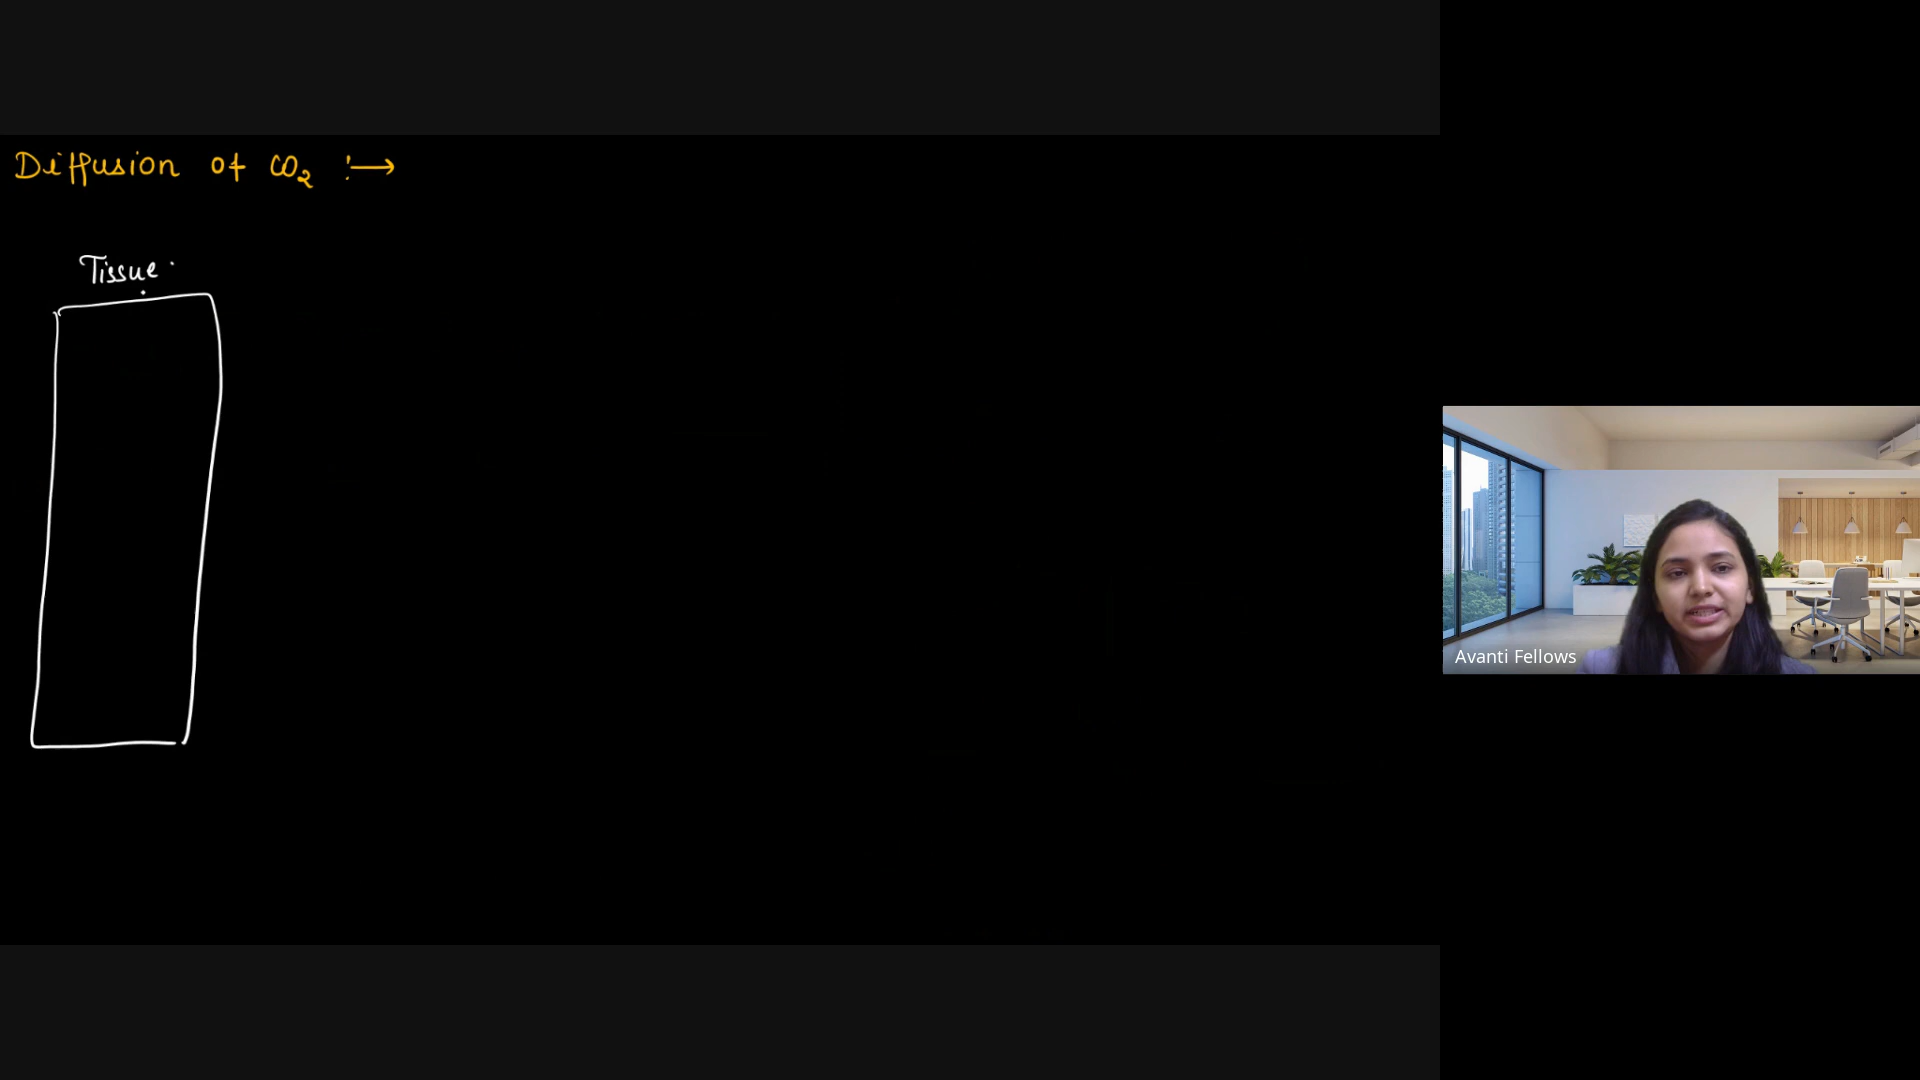 Diffusion of CO₂ :→
Tissue
Avanti Fellows